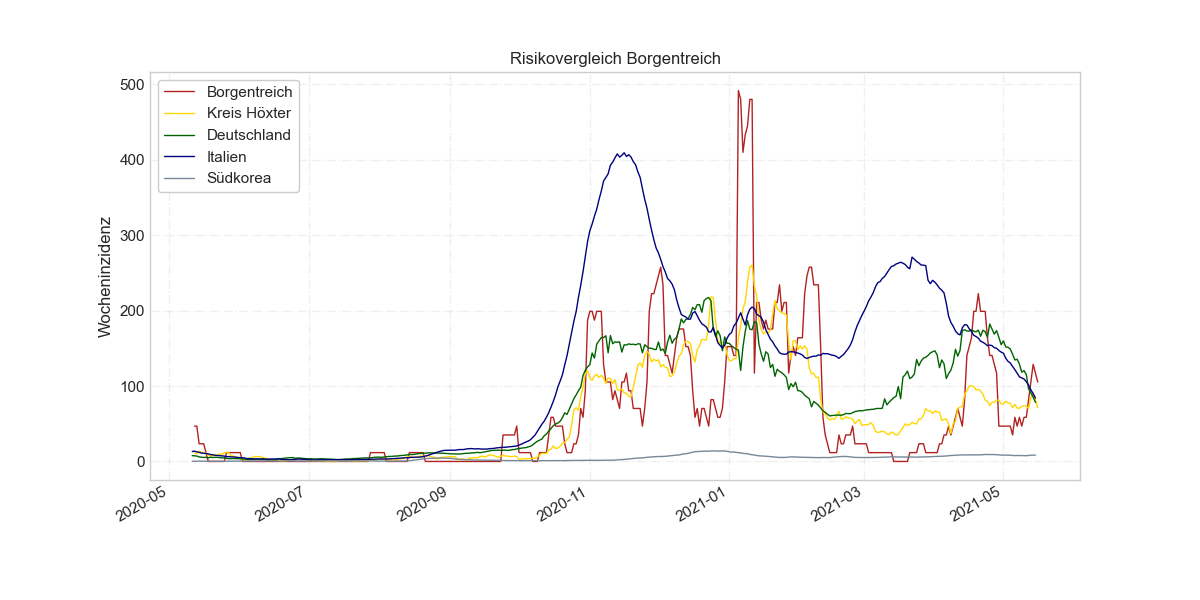 Risikovergleich Borgentreich
Borgentreich
Kreis Höxter
Deutschland
Italien
Südkorea
Wocheninzidenz
500
400
300
200
100
0
2020-05
2020-07
2020-09
2020-11
2021-01
2021-03
2021-05